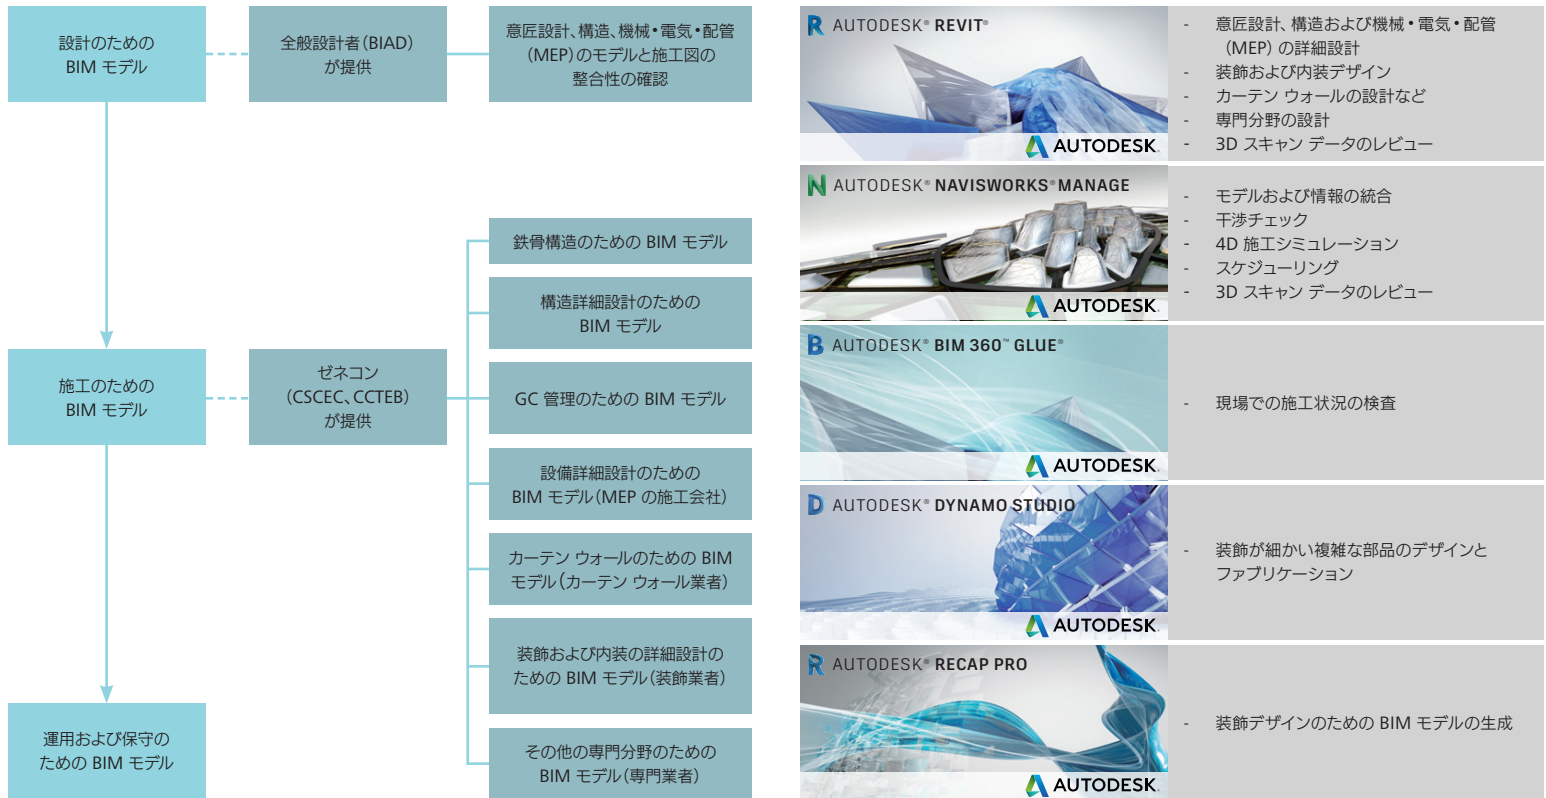 設計のための
BIM モデル
全般設計者(BIAD)
が提供
意匠設計、構造、機械・電気・配管
(MEP)のモデルと施工図の
整合性の確認
施工のための
BIM モデル
ゼネコン
(CSCEC、CCTEB)
が提供
鉄骨構造のための BIM モデル
構造詳細設計のための
BIM モデル
GC 管理のための BIM モデル
設備詳細設計のための
BIM モデル(MEP の施工会社)
カーテン ウォールのための BIM
モデル(カーテン ウォール業者)
装飾および内装の詳細設計の
ための BIM モデル(装飾業者)
その他の専門分野のための
BIM モデル(専門業者)
運用および保守の
ための BIM モデル
R AUTODESK® REVIT®
AUTODESK.
- 意匠設計、構造および機械・電気・配管
(MEP) の詳細設計
- 装飾および内装デザイン
- カーテン ウォールの設計など
- 専門分野の設計
- 3D スキャン データのレビュー
N AUTODESK® NAVISWORKS® MANAGE
AUTODESK.
- モデルおよび情報の統合
- 干渉チェック
- 4D 施工シミュレーション
- スケジューリング
- 3D スキャン データのレビュー
B AUTODESK® BIM 360™ GLUE®
AUTODESK.
- 現場での施工状況の検査
D AUTODESK® DYNAMO STUDIO
AUTODESK.
- 装飾が細かい複雑な部品のデザインと
ファブリケーション
R AUTODESK® RECAP PRO
AUTODESK.
- 装飾デザインのための BIM モデルの生成